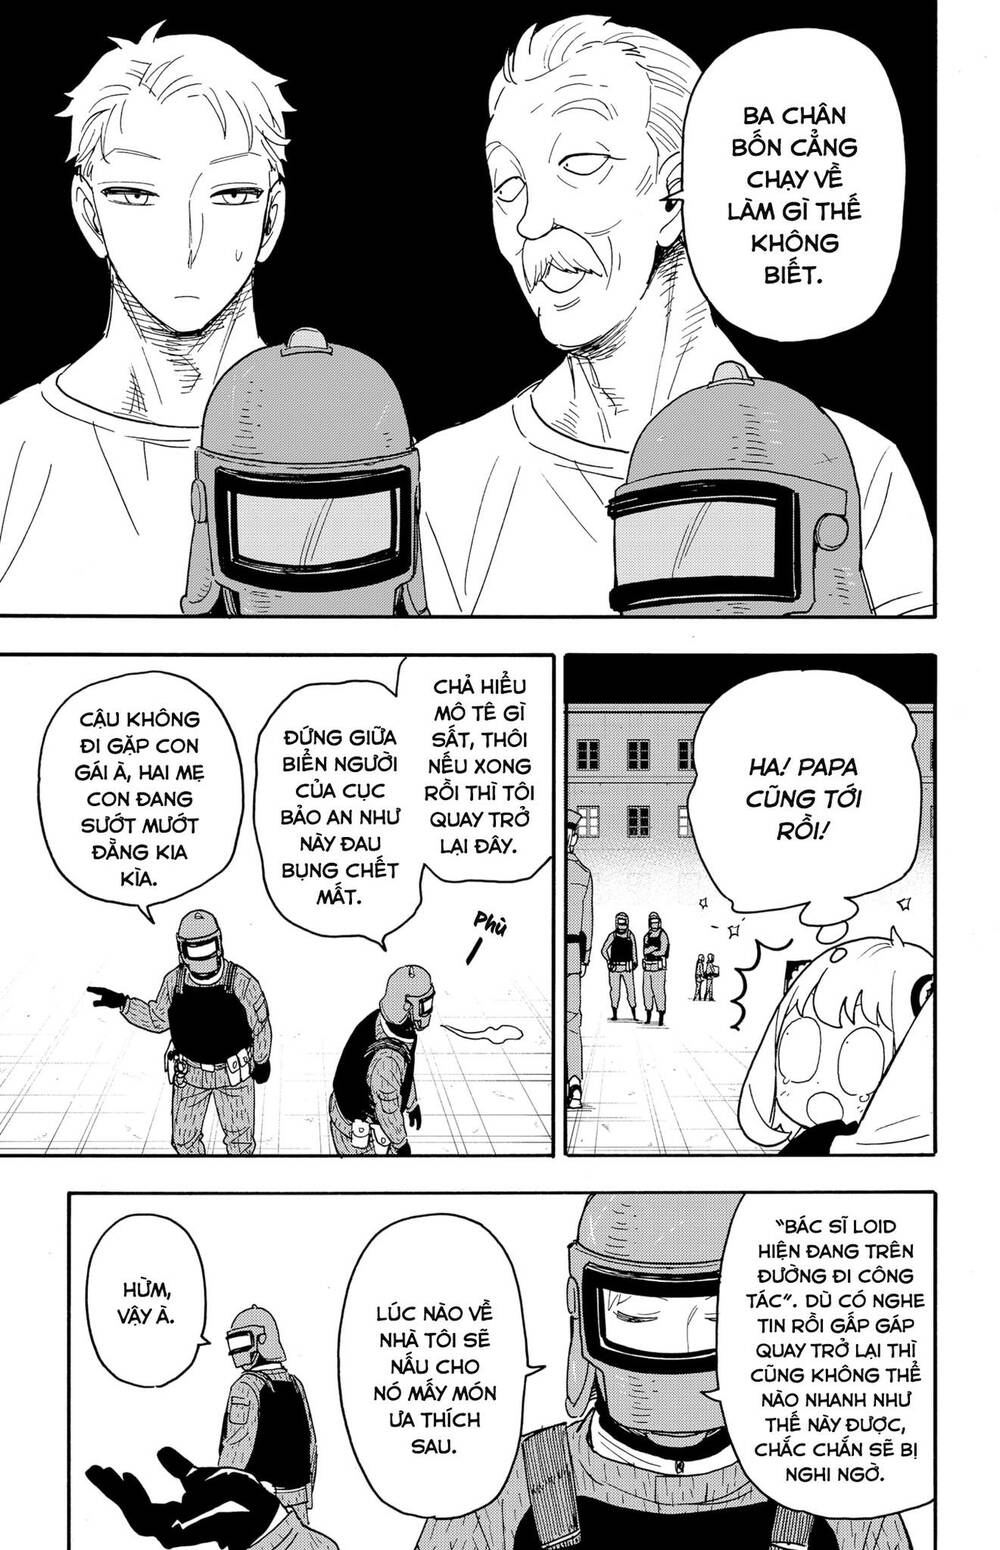 BA CHÂN
BỐN CẲNG
CHẠY VỀ
LÀM GÌ THẾ
KHÔNG
BIẾT.
HA! PAPA
CŨNG TỚI
RỒI!
CHẢ HIỂU
MÔ TÊ GÌ
SẤT, THÔI
NẾU XONG
RỒI THÌ TÔI
QUAY TRỞ
LẠI ĐÂY.
ĐỨNG GIỮA
BIỂN NGƯỜI
CỦA CỤC
BẢO AN NHƯ
NÀY ĐAU
BỤNG CHẾT
MẤT.
Phù
CẬU KHÔNG
ĐI GẶP CON
GÁI À, HAI MẸ
CON ĐANG
SƯỚT MƯỚT
ĐẰNG KIA
KÌA.
“BÁC SĨ LOID
HIỆN ĐANG TRÊN
ĐƯỜNG ĐI CÔNG
TÁC”. DÙ CÓ NGHE
TIN RỒI GẤP GÁP
QUAY TRỞ LẠI THÌ
CŨNG KHÔNG THỂ
NÀO NHANH NHƯ
THẾ NÀY ĐƯỢC,
CHẮC CHẮN SẼ BỊ
NGHI NGỜ.
LÚC NÀO VỀ
NHÀ TÔI SẼ
NẤU CHO
NÓ MẤY MÓN
ƯA THÍCH
SAU.
HỪM,
VẬY À.